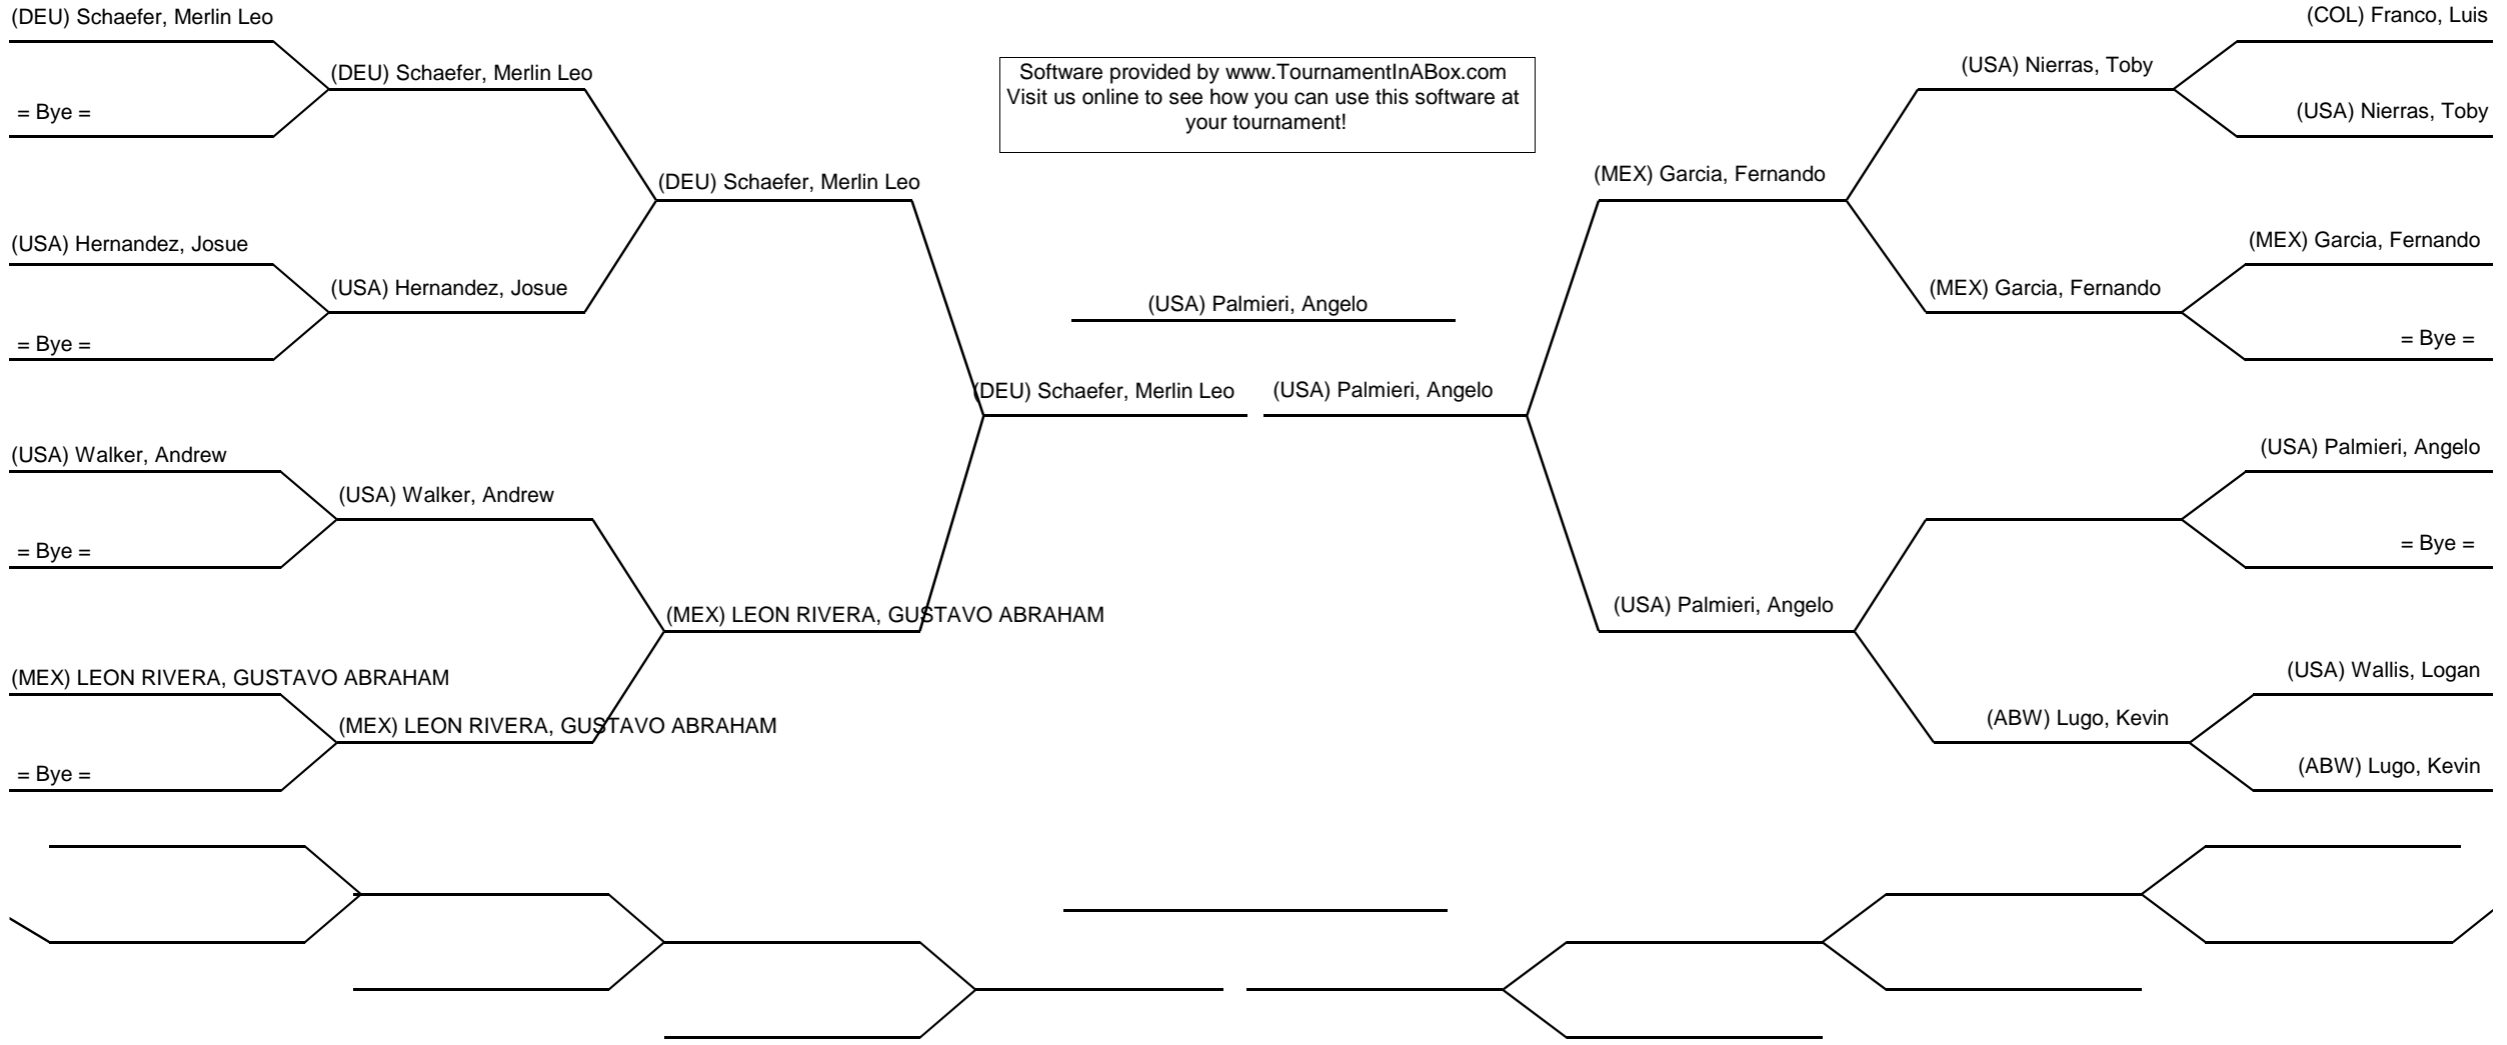 (DEU) Schaefer, Merlin Leo
= Bye =
(USA) Hernandez, Josue
= Bye =
(USA) Walker, Andrew
= Bye =
(MEX) LEON RIVERA, GUSTAVO ABRAHAM
= Bye =
(DEU) Schaefer, Merlin Leo
(USA) Hernandez, Josue
(USA) Walker, Andrew
(MEX) LEON RIVERA, GUSTAVO ABRAHAM
(DEU) Schaefer, Merlin Leo
(MEX) LEON RIVERA, GUSTAVO ABRAHAM
(DEU) Schaefer, Merlin Leo
Software provided by www.TournamentInABox.com
Visit us online to see how you can use this software at
your tournament!
(USA) Palmieri, Angelo
(USA) Palmieri, Angelo
(MEX) Garcia, Fernando
(USA) Palmieri, Angelo
(USA) Nierras, Toby
(MEX) Garcia, Fernando
(ABW) Lugo, Kevin
(COL) Franco, Luis
(USA) Nierras, Toby
(MEX) Garcia, Fernando
= Bye =
(USA) Palmieri, Angelo
= Bye =
(USA) Wallis, Logan
(ABW) Lugo, Kevin